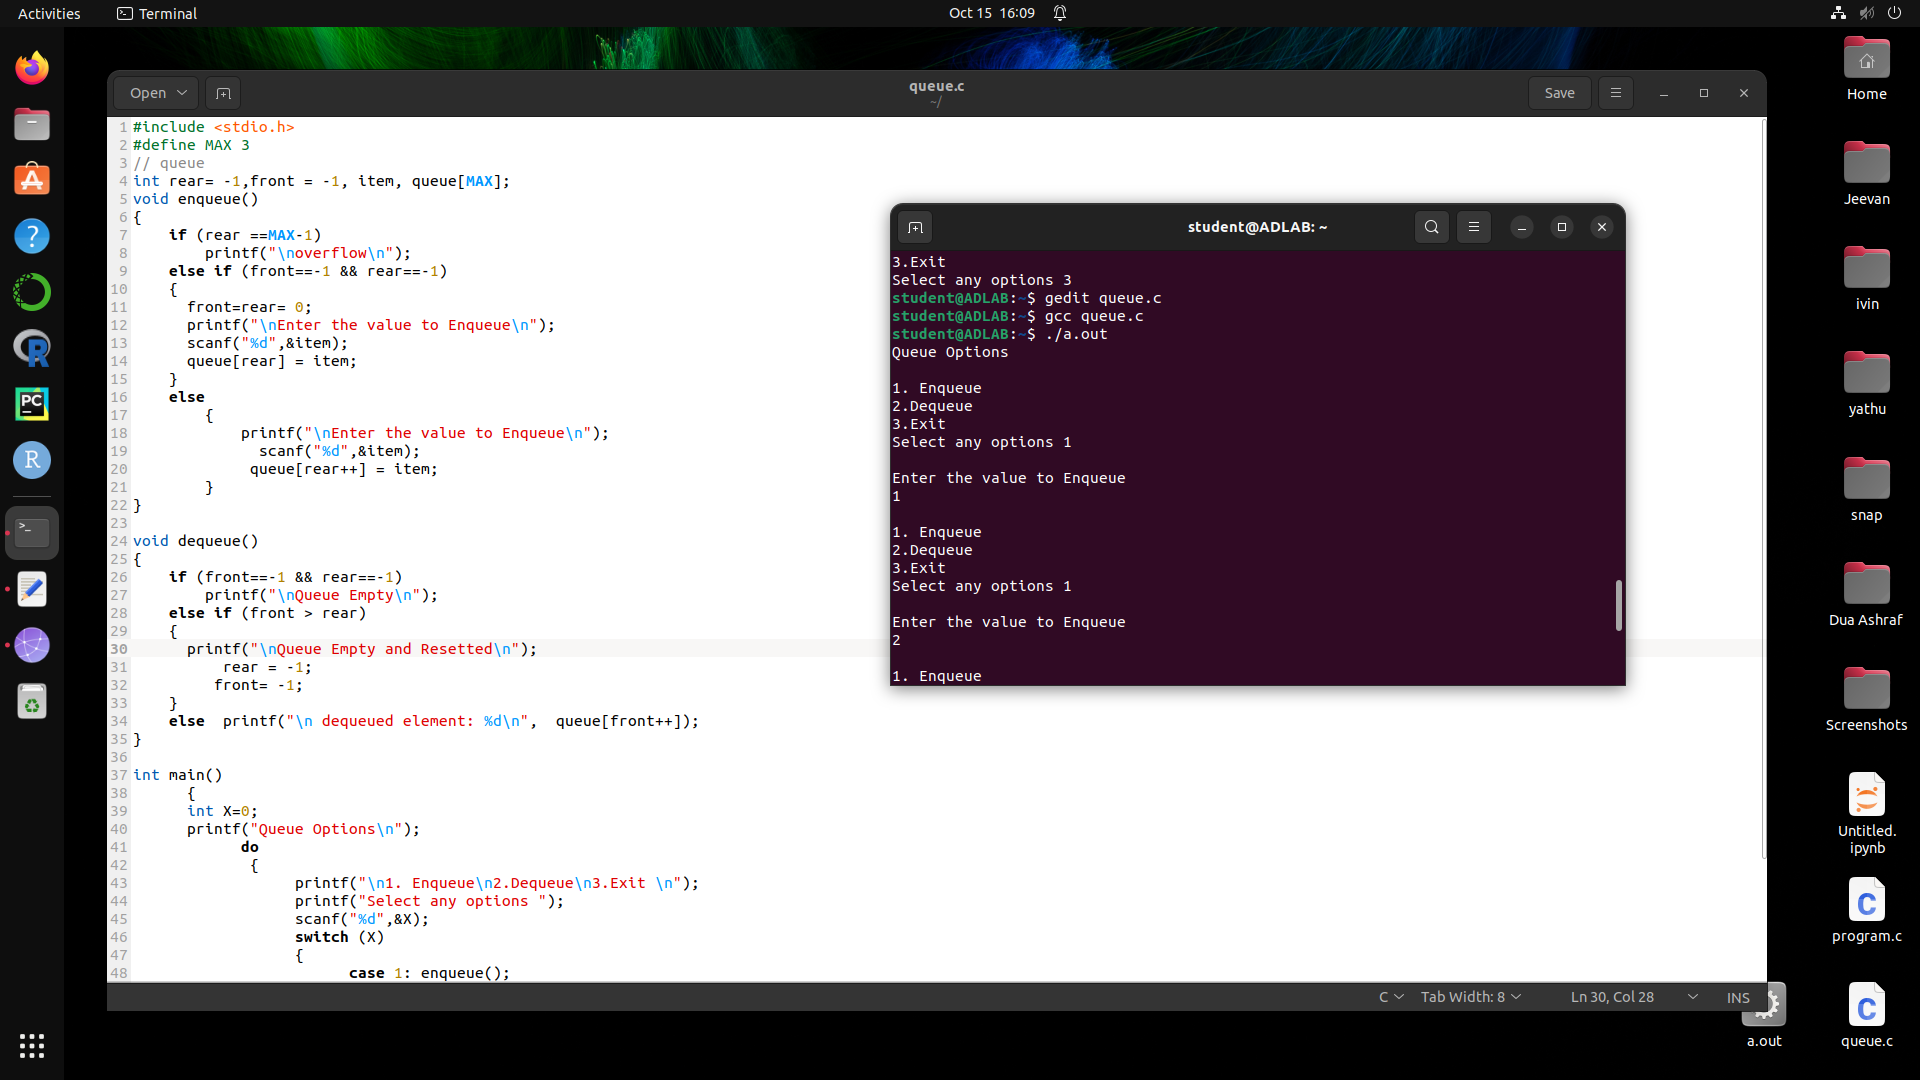 Activities
Terminal
Oct 15 16:09
Open
queue.c
~/
Save
1 #include <stdio.h>
2 #define MAX 3
3 // queue
4 int rear= -1,front = -1, item, queue[MAX];
5 void enqueue()
6 {
7     if (rear ==MAX-1)
8         printf("\noverflow\n");
9     else if (front==-1 && rear==-1)
10     {
11       front=rear= 0;
12       printf("\nEnter the value to Enqueue\n");
13       scanf("%d",&item);
14       queue[rear] = item;
15     }
16     else
17         {
18             printf("\nEnter the value to Enqueue\n");
19               scanf("%d",&item);
20              queue[rear++] = item;
21         }
22 }
23
24 void dequeue()
25 {
26     if (front==-1 && rear==-1)
27         printf("\nQueue Empty\n");
28     else if (front > rear)
29     {
30       printf("\nQueue Empty and Resetted\n");
31           rear = -1;
32          front= -1;
33     }
34     else  printf("\n dequeued element: %d\n",  queue[front++]);
35 }
36
37 int main()
38       {
39       int X=0;
40       printf("Queue Options\n");
41             do
42              {
43                   printf("\n1. Enqueue\n2.Dequeue\n3.Exit \n");
44                   printf("Select any options ");
45                   scanf("%d",&X);
46                   switch (X)
47                   {
48                         case 1: enqueue();
C
Tab Width: 8
Ln 30, Col 28
INS
student@ADLAB: ~
3.Exit
Select any options 3
student@ADLAB:~$ gedit queue.c
student@ADLAB:~$ gcc queue.c
student@ADLAB:~$ ./a.out
Queue Options
1. Enqueue
2.Dequeue
3.Exit
Select any options 1
Enter the value to Enqueue
1
1. Enqueue
2.Dequeue
3.Exit
Select any options 1
Enter the value to Enqueue
2
1. Enqueue
Home
Jeevan
ivin
yathu
snap
Dua Ashraf
Screenshots
Untitled.
ipynb
program.c
a.out
queue.c
?
R
PC
R
>_
C
C